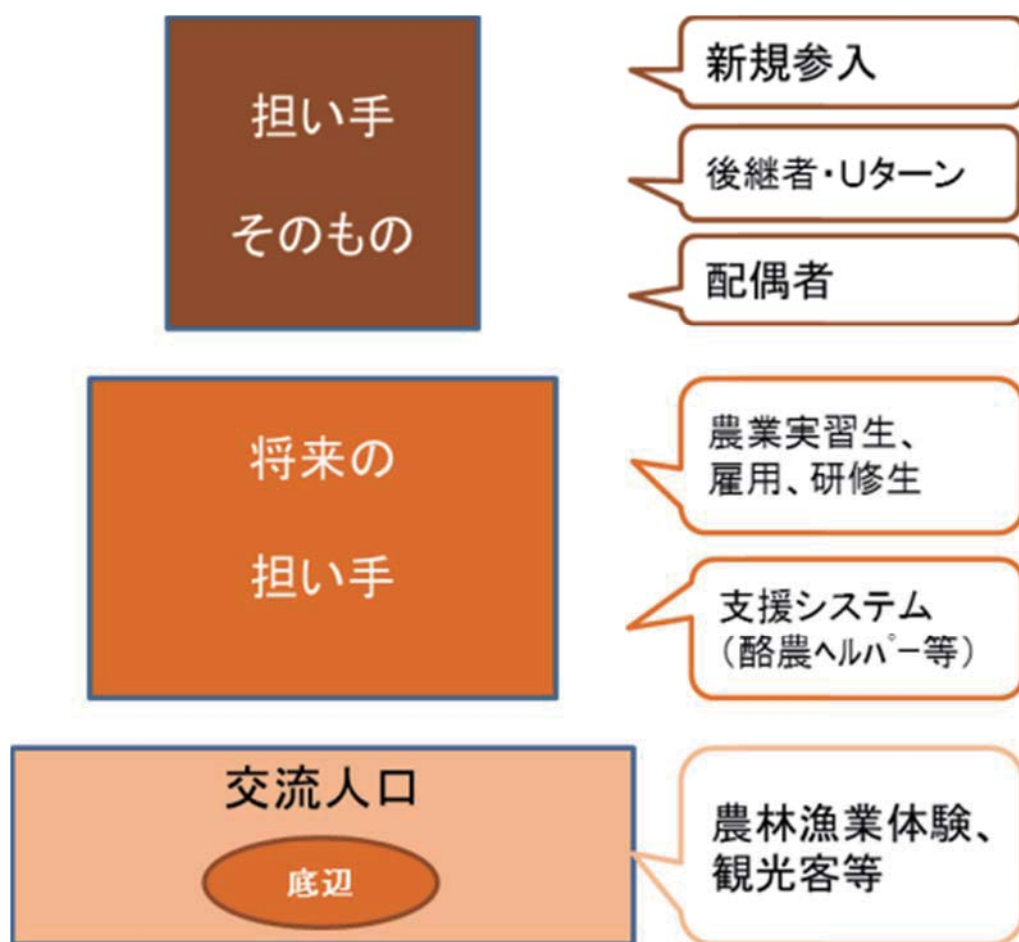 担い手
そのもの
新規参入
後継者・Uターン
配偶者
将来の
担い手
農業実習生、
雇用、研修生
支援システム
（酪農ﾍﾙﾊﾟｰ等）
交流人口
底辺
農林漁業体験、
観光客等